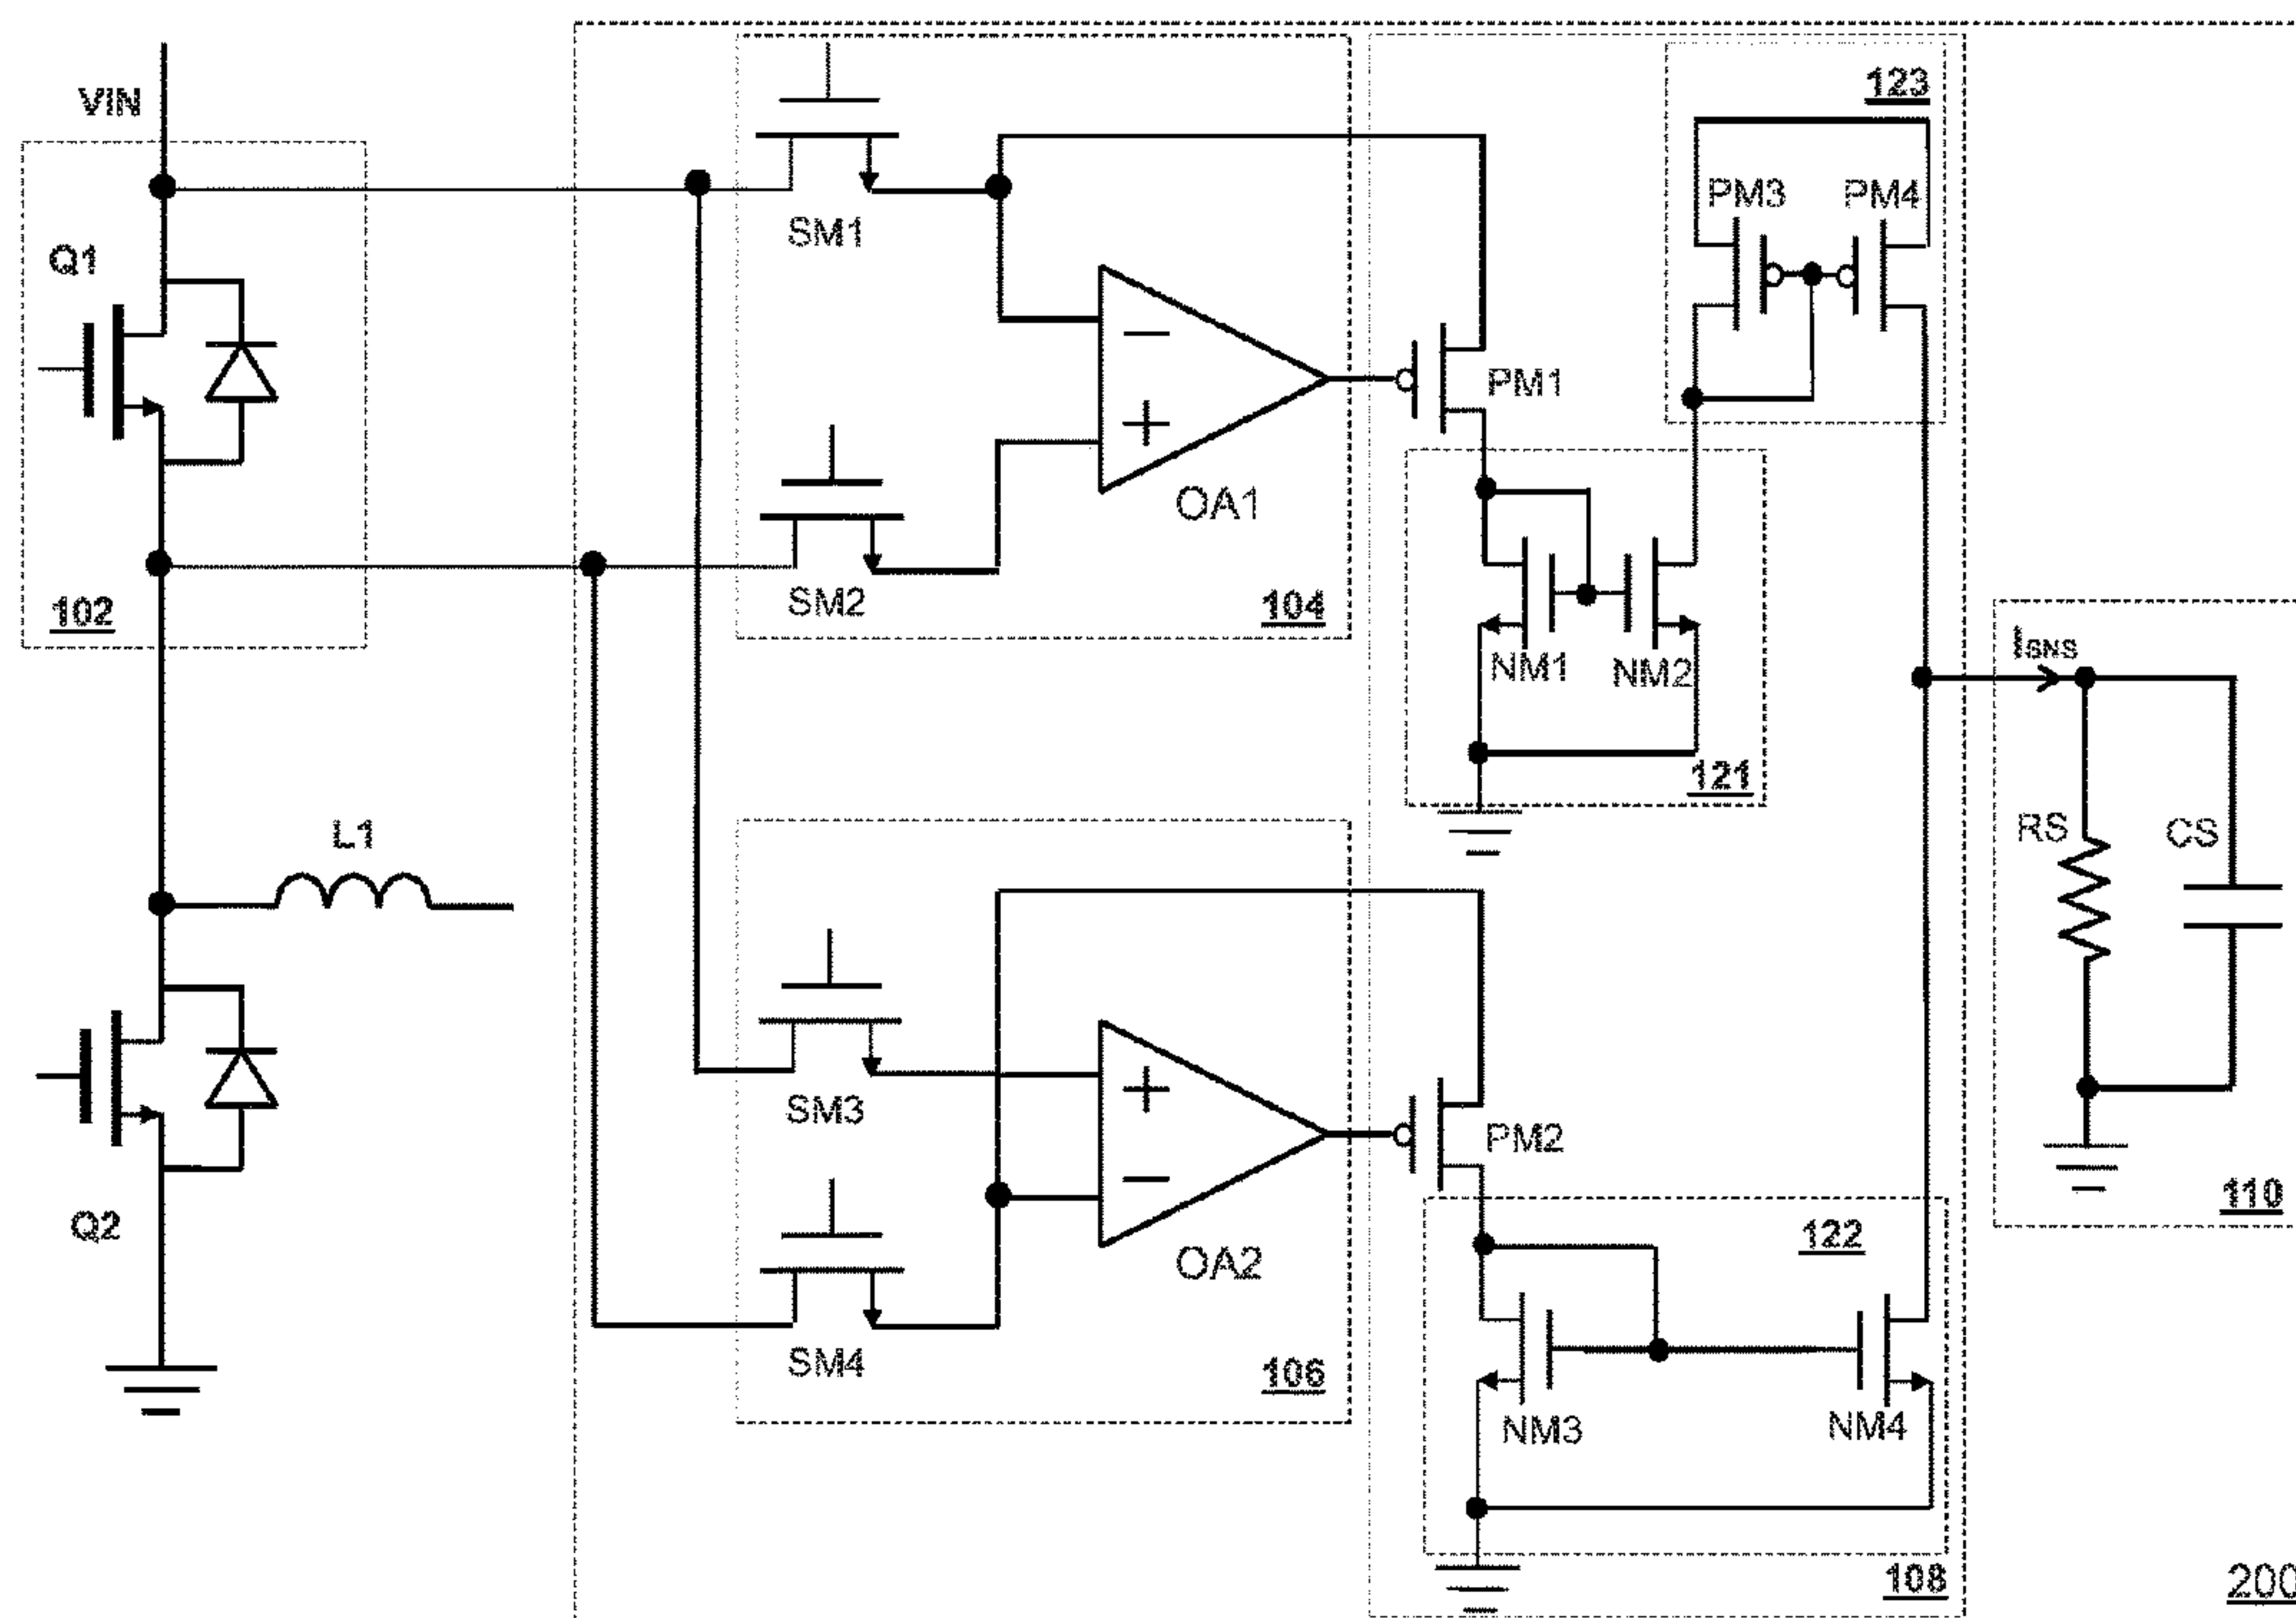 VIN
123
PM3
PM4
SM1
Q1
−
PM1
+
OA1
SM2
104
102
NM1
NM2
ISNS
121
RS
CS
L1
SM3
+
PM2
−
110
Q2
OA2
122
SM4
106
NM3
NM4
108
200